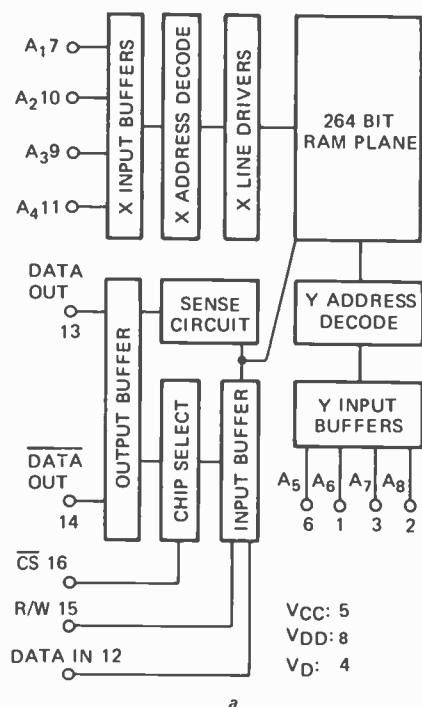 A₁7
A₂10
A₃9
A₄11
X INPUT BUFFERS
X ADDRESS DECODE
X LINE DRIVERS
264 BIT
RAM PLANE
DATA
OUT
13
SENSE
CIRCUIT
Y ADDRESS
DECODE
OUTPUT BUFFER
CHIP SELECT
INPUT BUFFER
Y INPUT
BUFFERS
A₅ A₆ A₇ A₈
6 1 3 2
D̅A̅T̅A̅
OUT
14
C̅S̅ 16
R/W 15
DATA IN 12
VCC: 5
VDD: 8
VD: 4
a